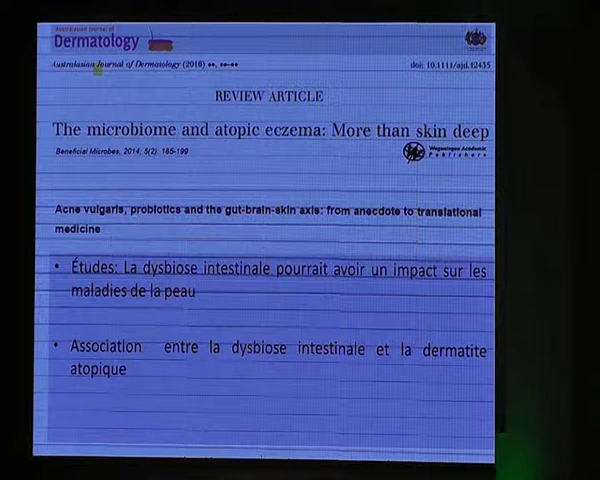 Australasian Journal of
Dermatology
Australasian Journal of Dermatology (2016) ••, ••–••
doi: 10.1111/ajd.12435
REVIEW ARTICLE
The microbiome and atopic eczema: More than skin deep
Beneficial Microbes, 2014; 5(2): 185-199
Wageningen Academic
Publishers
Acne vulgaris, probiotics and the gut-brain-skin axis: from anecdote to translational
medicine
• Études: La dysbiose intestinale pourrait avoir un impact sur les
maladies de la peau
• Association entre la dysbiose intestinale et la dermatite
atopique